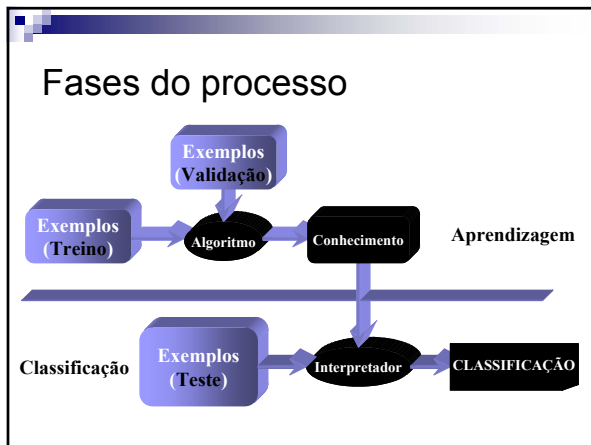 Fases do processo
Exemplos
(Validação)
Exemplos
(Treino)
Algoritmo
Conhecimento
Aprendizagem
Classificação
Exemplos
(Teste)
Interpretador
CLASSIFICAÇÃO